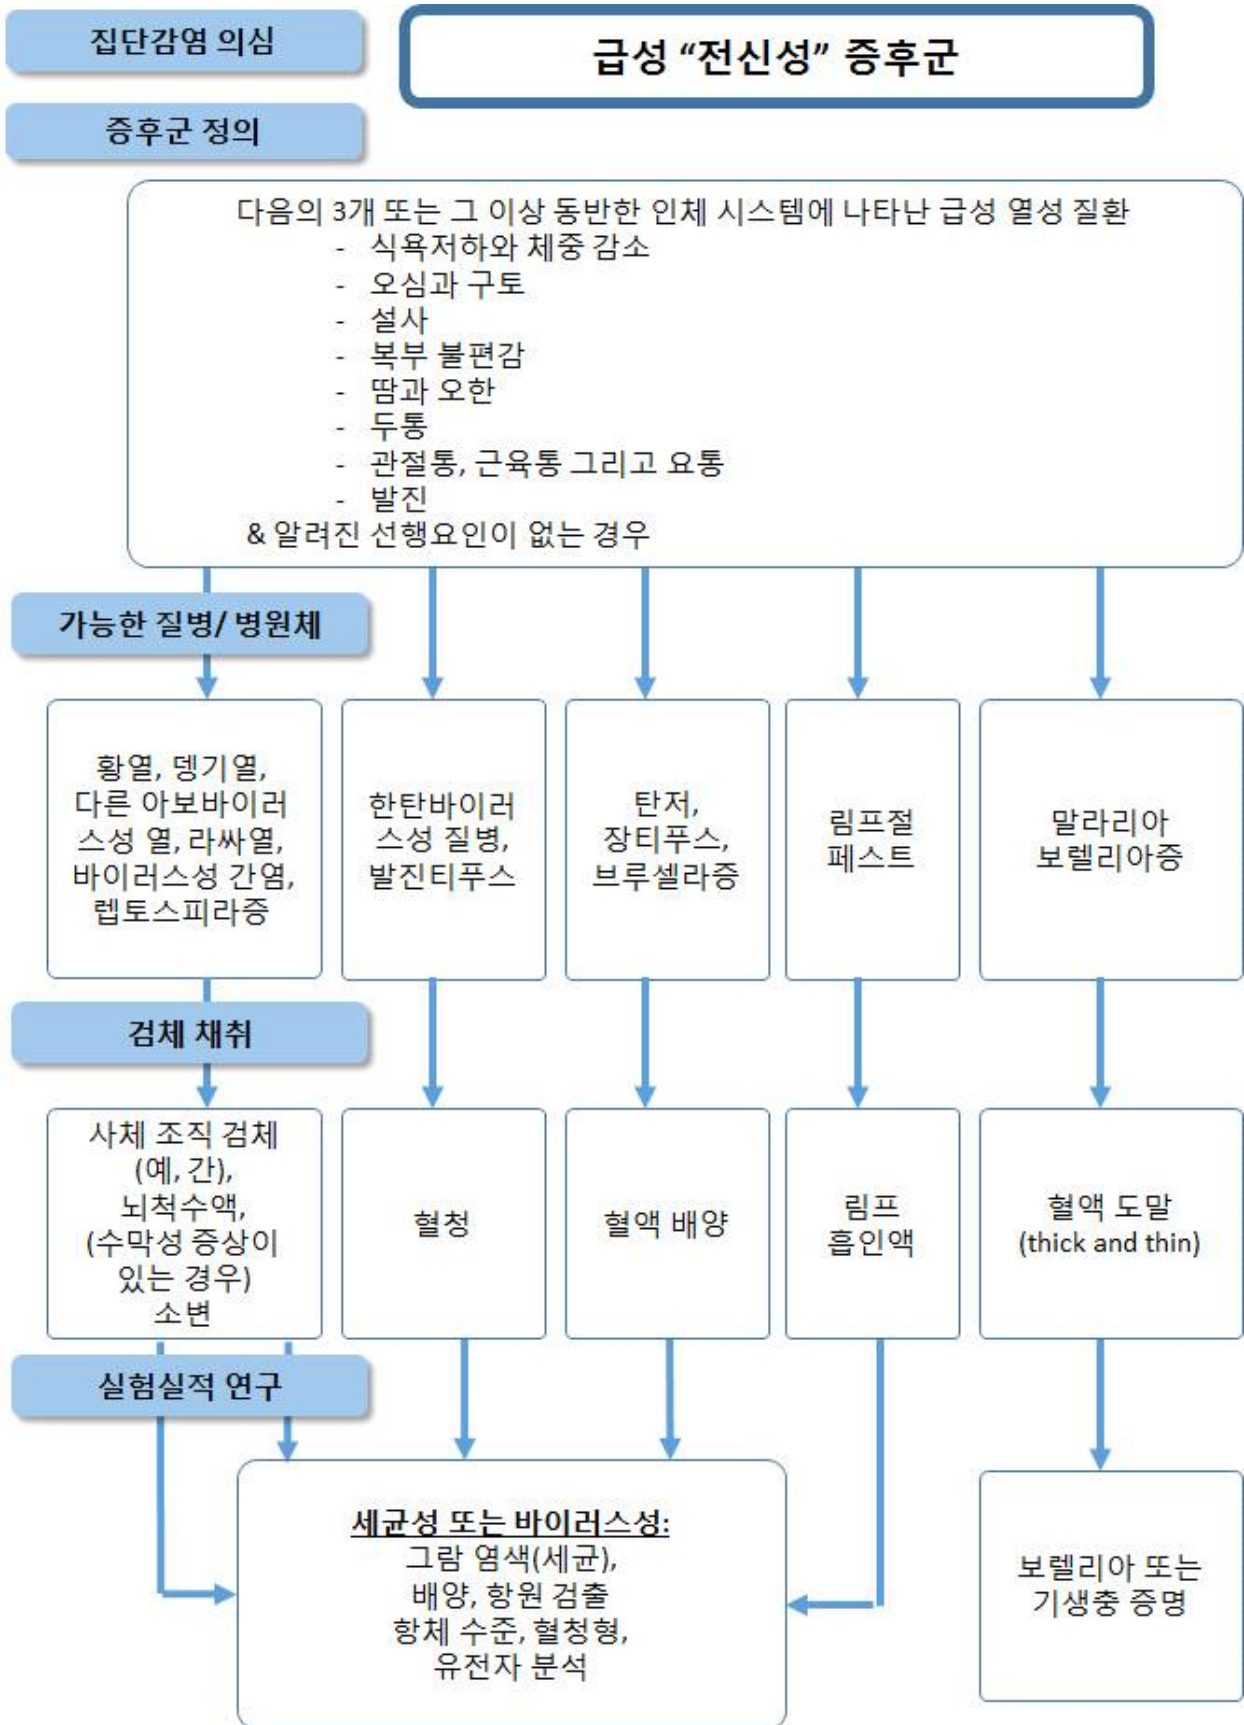 집단감염 의심
급성 “전신성” 증후군
증후군 정의
다음의 3개 또는 그 이상 동반한 인체 시스템에 나타난 급성 열성 질환
- 식욕저하와 체중 감소
- 오심과 구토
- 설사
- 복부 불편감
- 땀과 오한
- 두통
- 관절통, 근육통 그리고 요통
- 발진
& 알려진 선행요인이 없는 경우
가능한 질병/ 병원체
황열, 뎅기열,
다른 아보바이러
스성 열, 라싸열,
바이러스성 간염,
렙토스피라증
한탄바이러
스성 질병,
발진티푸스
탄저,
장티푸스,
브루셀라증
림프절
페스트
말라리아
보렐리아증
검체 채취
사체 조직 검체
(예, 간),
뇌척수액,
(수막성 증상이
있는 경우)
소변
혈청
혈액 배양
림프
흡인액
혈액 도말
(thick and thin)
실험실적 연구
세균성 또는 바이러스성:
그람 염색(세균),
배양, 항원 검출
항체 수준, 혈청형,
유전자 분석
보렐리아 또는
기생충 증명